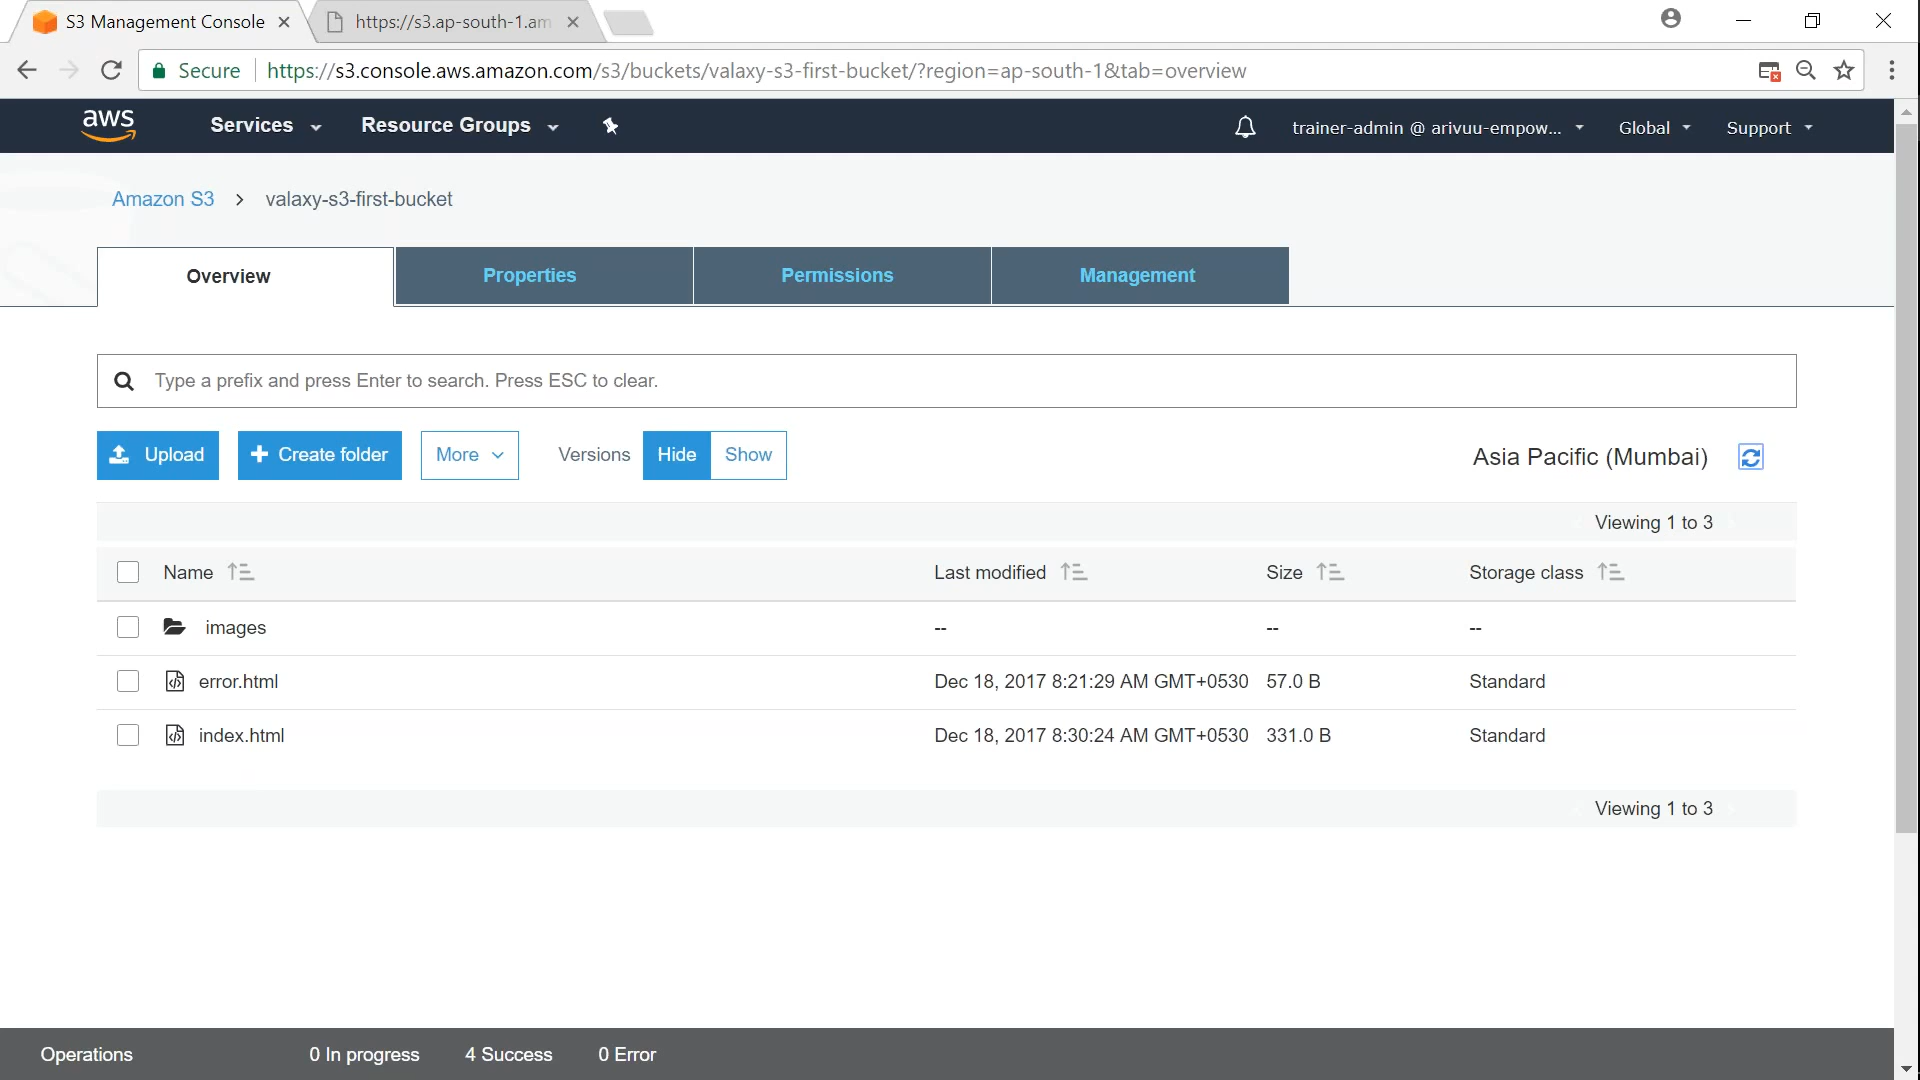 S3 Management Console
https://s3.ap-south-1.am
Secure https://s3.console.aws.amazon.com/s3/buckets/valaxy-s3-first-bucket/?region=ap-south-1&tab=overview
aws Services Resource Groups trainer-admin @ arivuu-empow... Global Support
Amazon S3 > valaxy-s3-first-bucket
Overview Properties Permissions Management
Type a prefix and press Enter to search. Press ESC to clear.
Upload + Create folder More Versions Hide Show Asia Pacific (Mumbai)
Viewing 1 to 3
Name Last modified Size Storage class
images -- -- --
error.html Dec 18, 2017 8:21:29 AM GMT+0530 57.0 B Standard
index.html Dec 18, 2017 8:30:24 AM GMT+0530 331.0 B Standard
Viewing 1 to 3
Operations 0 In progress 4 Success 0 Error